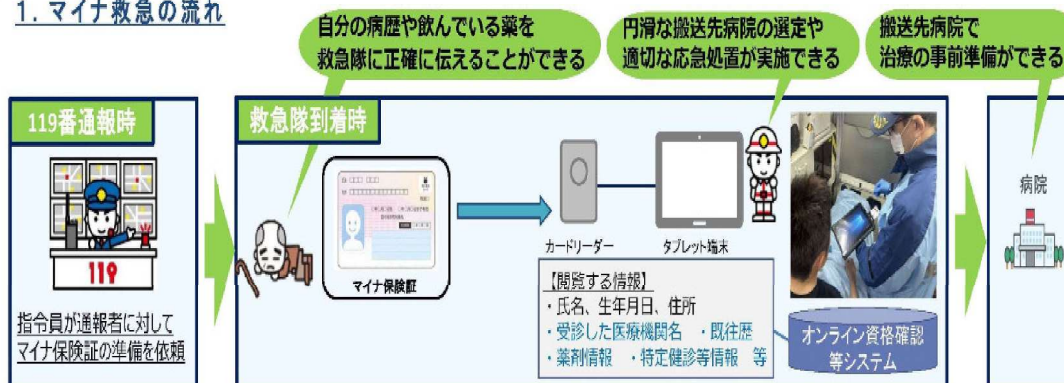 1. マイナ救急の流れ
自分の病歴や飲んでいる薬を
救急隊に正確に伝えることができる
円滑な搬送先病院の選定や
適切な応急処置が実施できる
搬送先病院で
治療の事前準備ができる
119番通報時
119
指令員が通報者に対して
マイナ保険証の準備を依頼
救急隊到着時
マイナ保険証
カードリーダー
タブレット端末
【閲覧する情報】
・氏名、生年月日、住所
・受診した医療機関名 ・既往歴
・薬剤情報 ・特定健診等情報 等
オンライン資格確認
等システム
病院